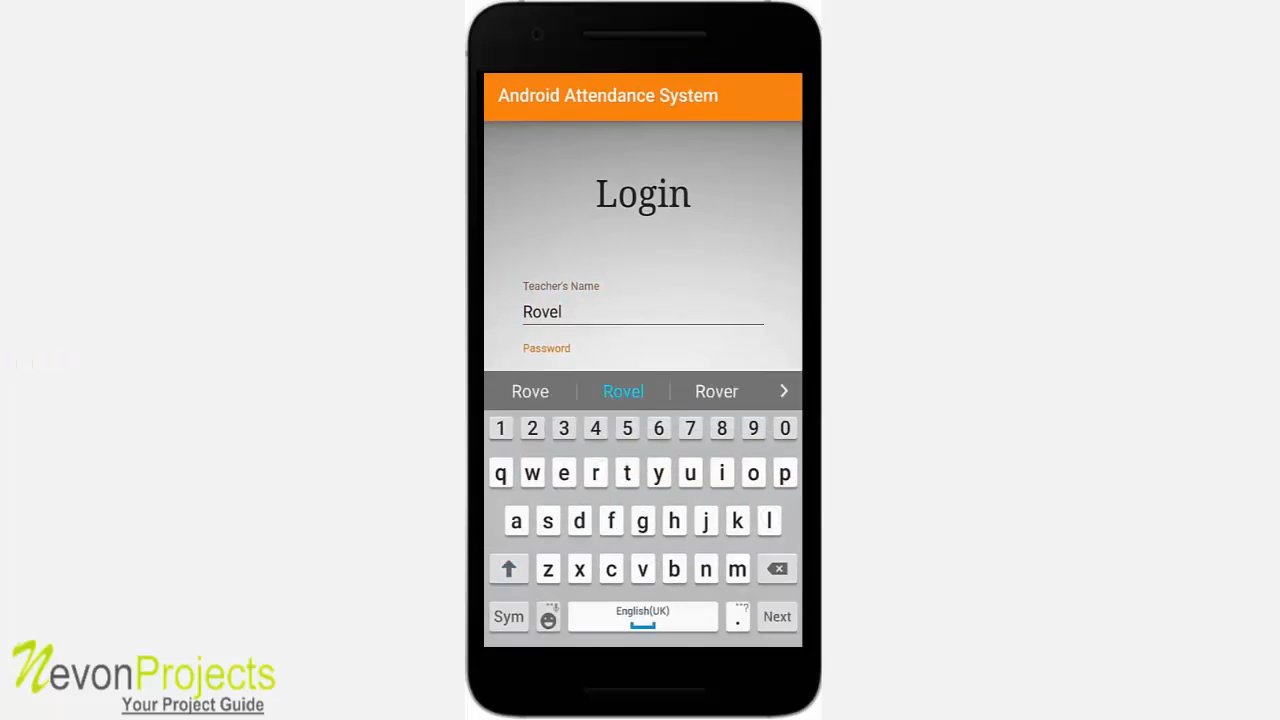 Android Attendance System
Login
Teacher's Name
Rovel
Password
Rove Rovel Rover
1 2 3 4 5 6 7 8 9 0
q w e r t y u i o p
a s d f g h j k l
z x c v b n m
Sym English(UK) . Next
NevonProjects
Your Project Guide